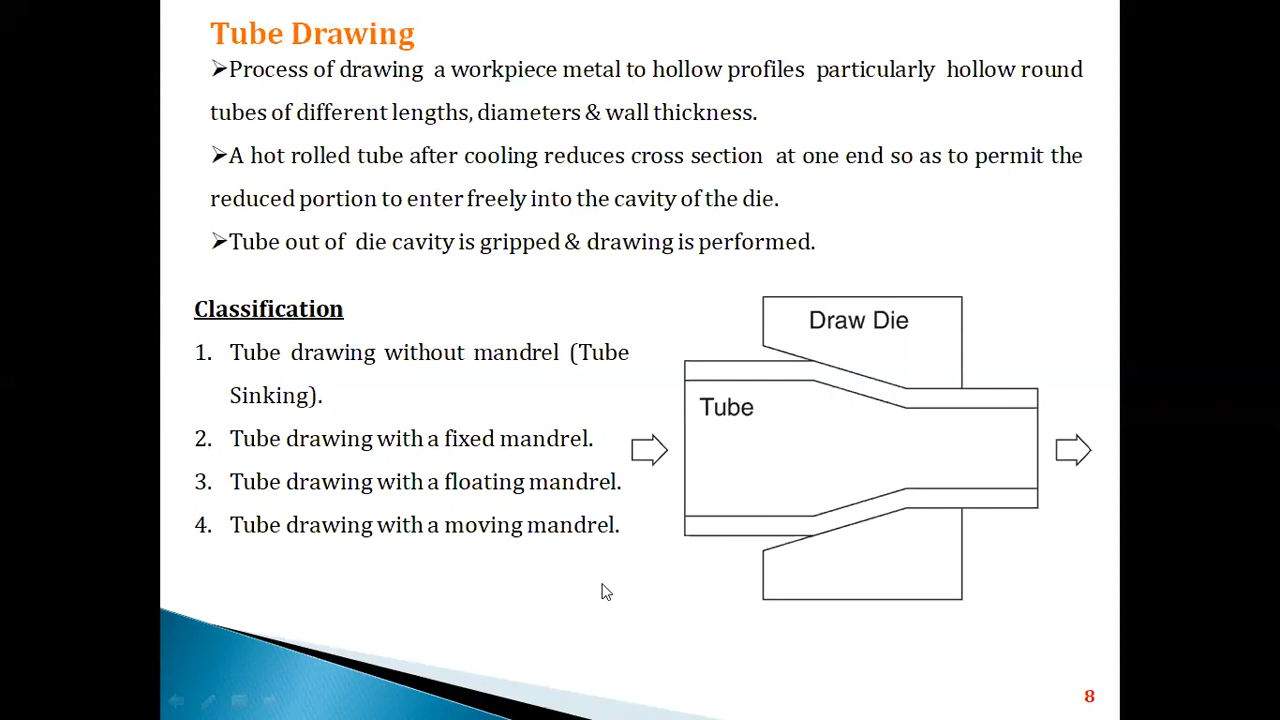 Tube Drawing
➢Process of drawing a workpiece metal to hollow profiles particularly hollow round
tubes of different lengths, diameters & wall thickness.
➢A hot rolled tube after cooling reduces cross section at one end so as to permit the
reduced portion to enter freely into the cavity of the die.
➢Tube out of die cavity is gripped & drawing is performed.
Classification
1. Tube drawing without mandrel (Tube
Sinking).
2. Tube drawing with a fixed mandrel.
3. Tube drawing with a floating mandrel.
4. Tube drawing with a moving mandrel.
Draw Die
Tube
8